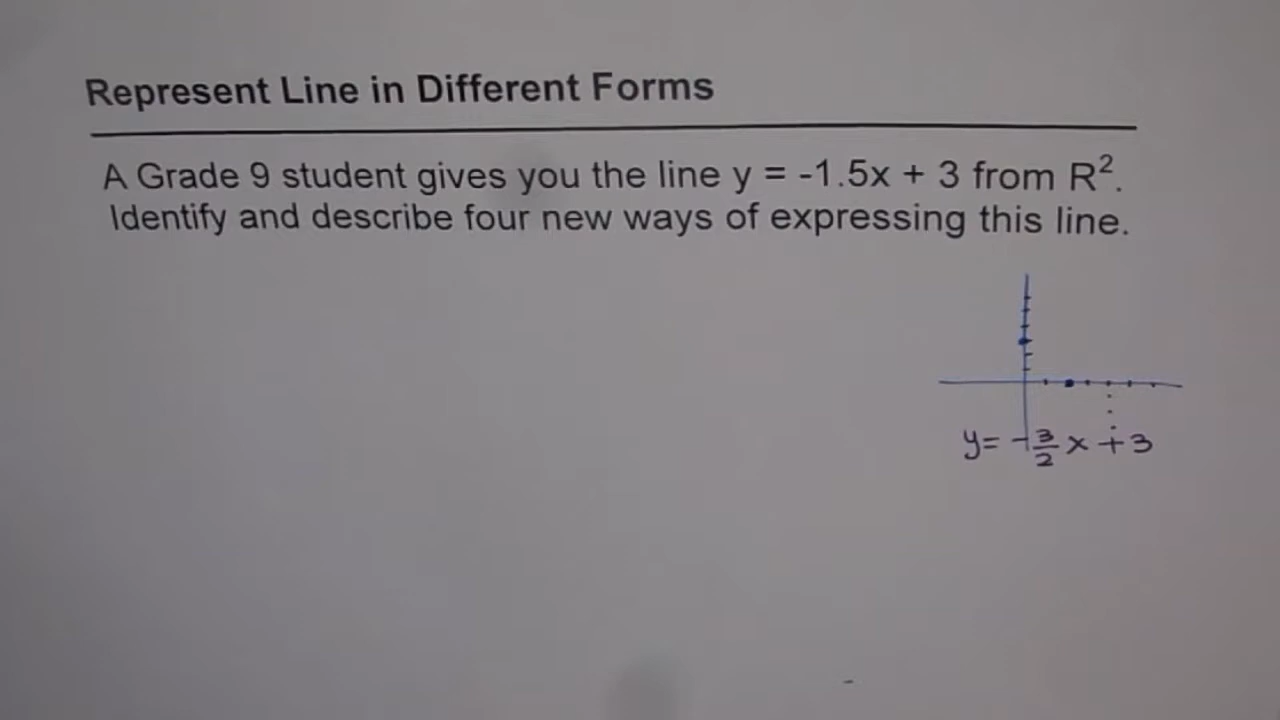 Represent Line in Different Forms
A Grade 9 student gives you the line y = -1.5x + 3 from R².
Identify and describe four new ways of expressing this line.
y= -3/2 x +3